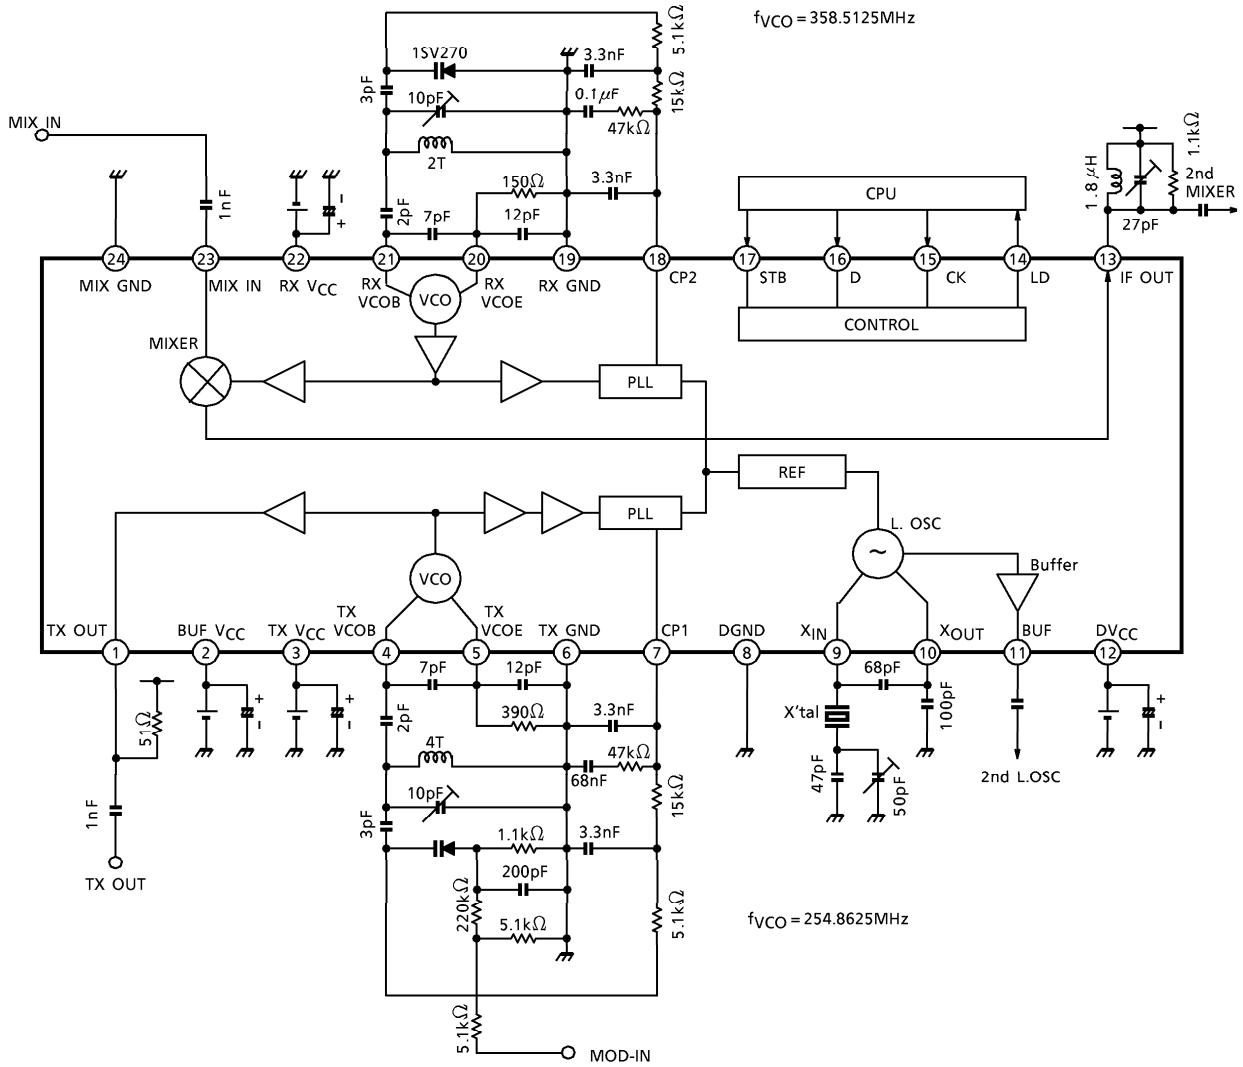 fVCO = 358.5125MHz
5.1kΩ
1SV270
3.3nF
3pF
10pF
0.1μF
15kΩ
47kΩ
MIX IN
2T
1.1kΩ
1.8μH
2nd
MIXER
27pF
150Ω
3.3nF
CPU
1nF
- +
2pF
7pF
12pF
24 23 22 21 20 19 18 17 16 15 14 13
MIX GND
MIX IN
RX VCC
RX
VCOB
VCO
RX
VCOE
RX GND
CP2
STB
D
CK
LD
IF OUT
CONTROL
MIXER
PLL
REF
PLL
L. OSC
~
VCO
Buffer
TX OUT
BUF VCC
TX VCC
TX
VCOB
TX
VCOE
TX GND
CP1
DGND
XIN
XOUT
BUF
DVCC
1 2 3 4 5 6 7 8 9 10 11 12
7pF
12pF
68pF
51Ω
+ -
+ -
2pF
390Ω
3.3nF
X'tal
100pF
+ -
4T
47kΩ
68nF
2nd L.OSC
47pF
50pF
1nF
10pF
15kΩ
3pF
1.1kΩ
3.3nF
TX OUT
200pF
220kΩ
5.1kΩ
5.1kΩ
fVCO = 254.8625MHz
5.1kΩ
MOD-IN